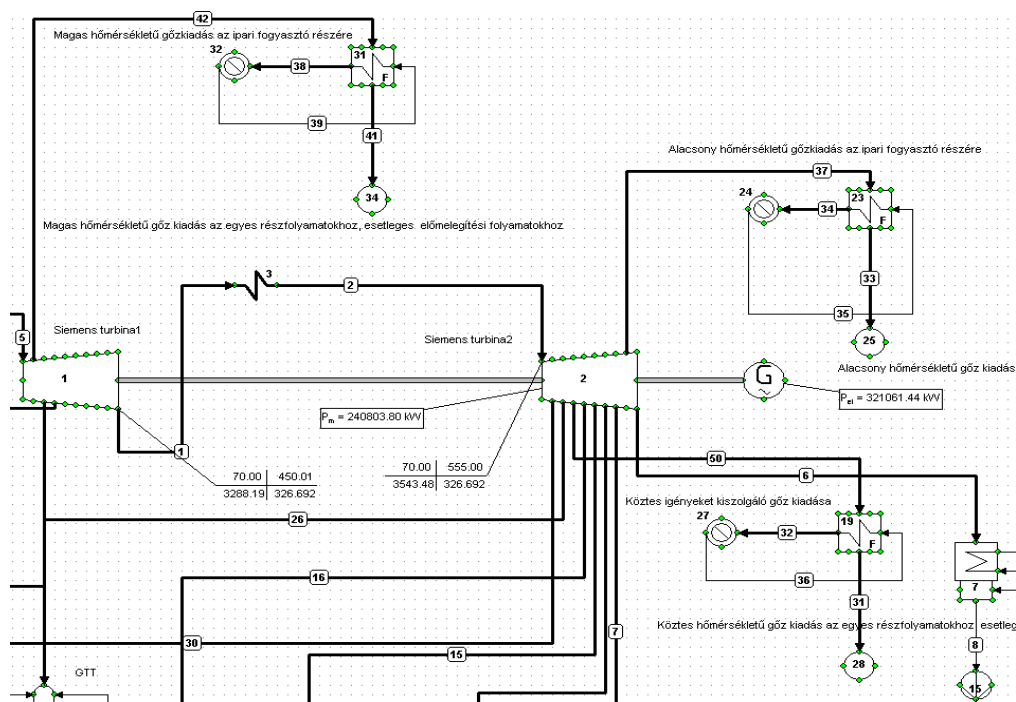 42
Magas hőmérsékletű gőzkiadás az ipari fogyasztó részére
32
31
38
F
39
41
34
Magas hőmérsékletű gőz kiadás az egyes részfolyamatokhoz, esetleges előmelegítési folyamatokhoz
Alacsony hőmérsékletű gőzkiadás az ipari fogyasztó részére
37
24
23
34
F
33
35
25
Alacsony hőmérsékletű gőz kiadás
3
2
5
Siemens turbina1
Siemens turbina2
1
2
G
~
Pel = 321061.44 kW
Pm = 240803.80 kW
1
70.00 450.01
3288.19 326.692
70.00 555.00
3543.48 326.692
50
6
Köztes igényeket kiszolgáló gőz kiadása
27
19
32
F
26
36
16
31
7
7
30
15
Köztes hőmérsékletű gőz kiadás az egyes részfolyamatokhoz, esetleg
28
8
15
GTT